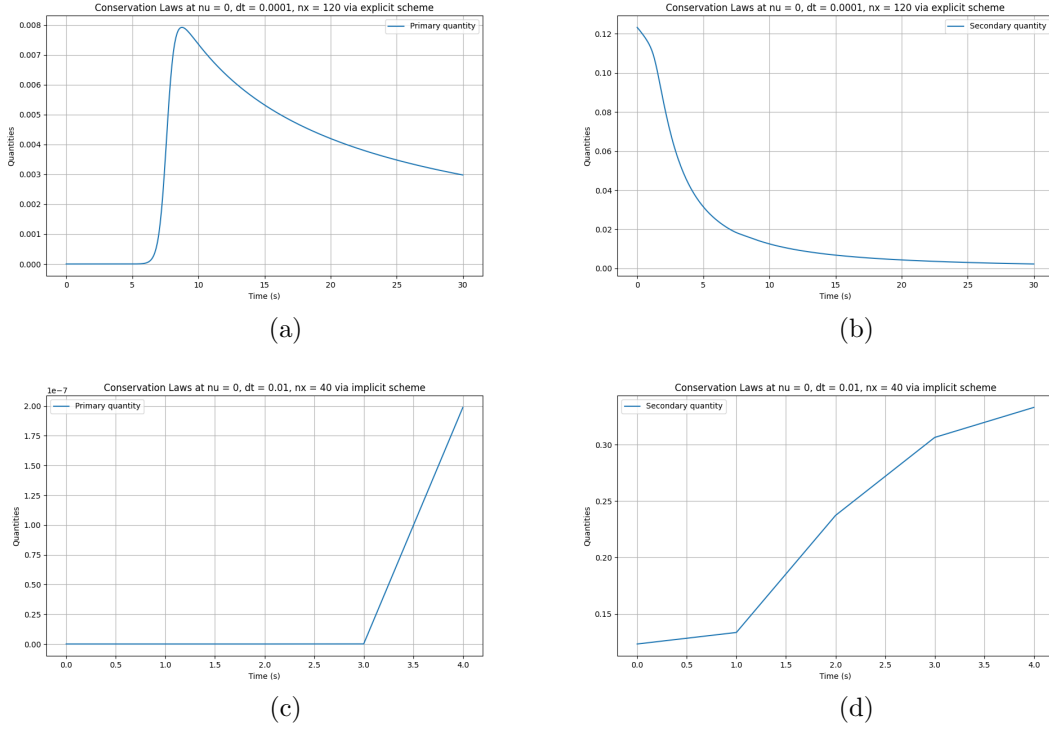 Conservation Laws at nu = 0, dt = 0.0001, nx = 120 via explicit scheme
Primary quantity
Quantities
0.008
0.007
0.006
0.005
0.004
0.003
0.002
0.001
0.000
0 5 10 15 20 25 30
Time (s)
(a)
Conservation Laws at nu = 0, dt = 0.0001, nx = 120 via explicit scheme
Secondary quantity
Quantities
0.12
0.10
0.08
0.06
0.04
0.02
0.00
0 5 10 15 20 25 30
Time (s)
(b)
Conservation Laws at nu = 0, dt = 0.01, nx = 40 via implicit scheme
1e−7
Primary quantity
Quantities
2.00
1.75
1.50
1.25
1.00
0.75
0.50
0.25
0.00
0.0 0.5 1.0 1.5 2.0 2.5 3.0 3.5 4.0
Time (s)
(c)
Conservation Laws at nu = 0, dt = 0.01, nx = 40 via implicit scheme
Secondary quantity
Quantities
0.30
0.25
0.20
0.15
0.0 0.5 1.0 1.5 2.0 2.5 3.0 3.5 4.0
Time (s)
(d)